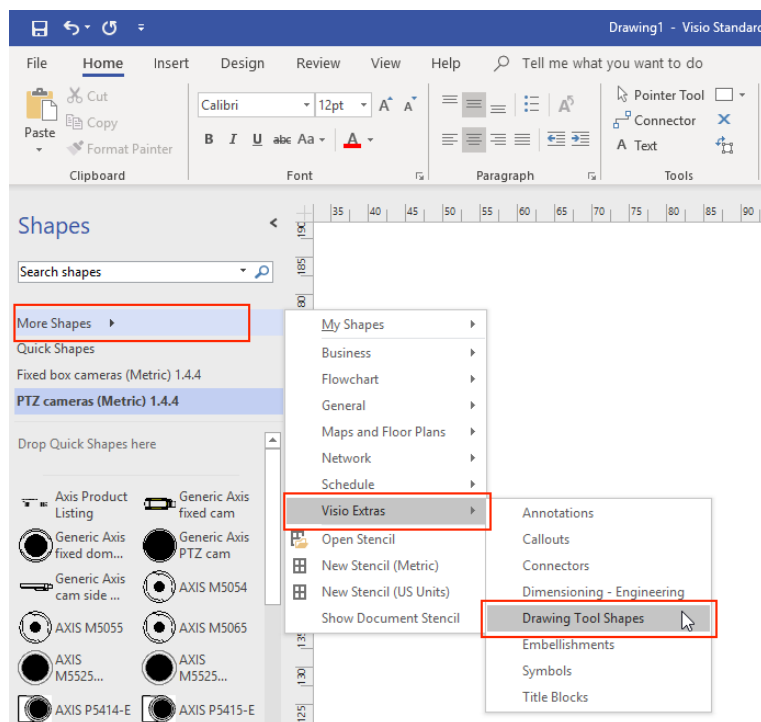 Drawing1 - Visio Standard
File Home Insert Design Review View Help Tell me what you want to do
Paste
Cut
Copy
Format Painter
Clipboard
Calibri 12pt A A
B I U abc Aa A
Font
A
Paragraph
Pointer Tool
Connector
A Text
Tools
Shapes
Search shapes
More Shapes
Quick Shapes
Fixed box cameras (Metric) 1.4.4
PTZ cameras (Metric) 1.4.4
Drop Quick Shapes here
Axis Product
Listing
Generic Axis
fixed cam
Generic Axis
fixed dom...
Generic Axis
PTZ cam
Generic Axis
cam side ...
AXIS M5054
AXIS M5055
AXIS M5065
AXIS
M5525...
AXIS
M5525...
AXIS P5414-E
AXIS P5415-E
35 40 45 50 55 60 65 70 75 80 85 90
190
185
80
135
130
125
My Shapes
Business
Flowchart
General
Maps and Floor Plans
Network
Schedule
Visio Extras
Open Stencil
New Stencil (Metric)
New Stencil (US Units)
Show Document Stencil
Annotations
Callouts
Connectors
Dimensioning - Engineering
Drawing Tool Shapes
Embellishments
Symbols
Title Blocks